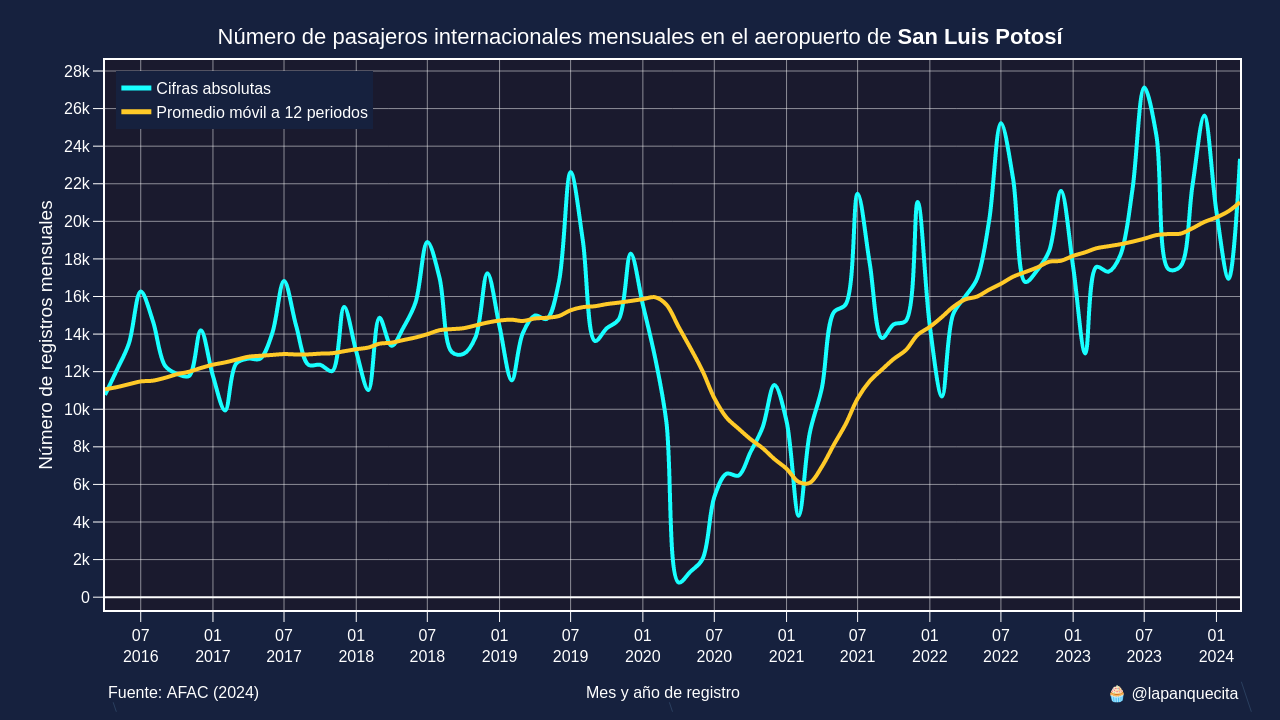 Número de pasajeros internacionales mensuales en el aeropuerto de San Luis Potosí
Cifras absolutas
Promedio móvil a 12 periodos
Número de registros mensuales
28k
26k
24k
22k
20k
18k
16k
14k
12k
10k
8k
6k
4k
2k
0
07 01 07 01 07 01 07 01 07 01 07 01 07 01 07 01
2016 2017 2017 2018 2018 2019 2019 2020 2020 2021 2021 2022 2022 2023 2023 2024
Fuente: AFAC (2024) Mes y año de registro 🧁 @lapanquecita